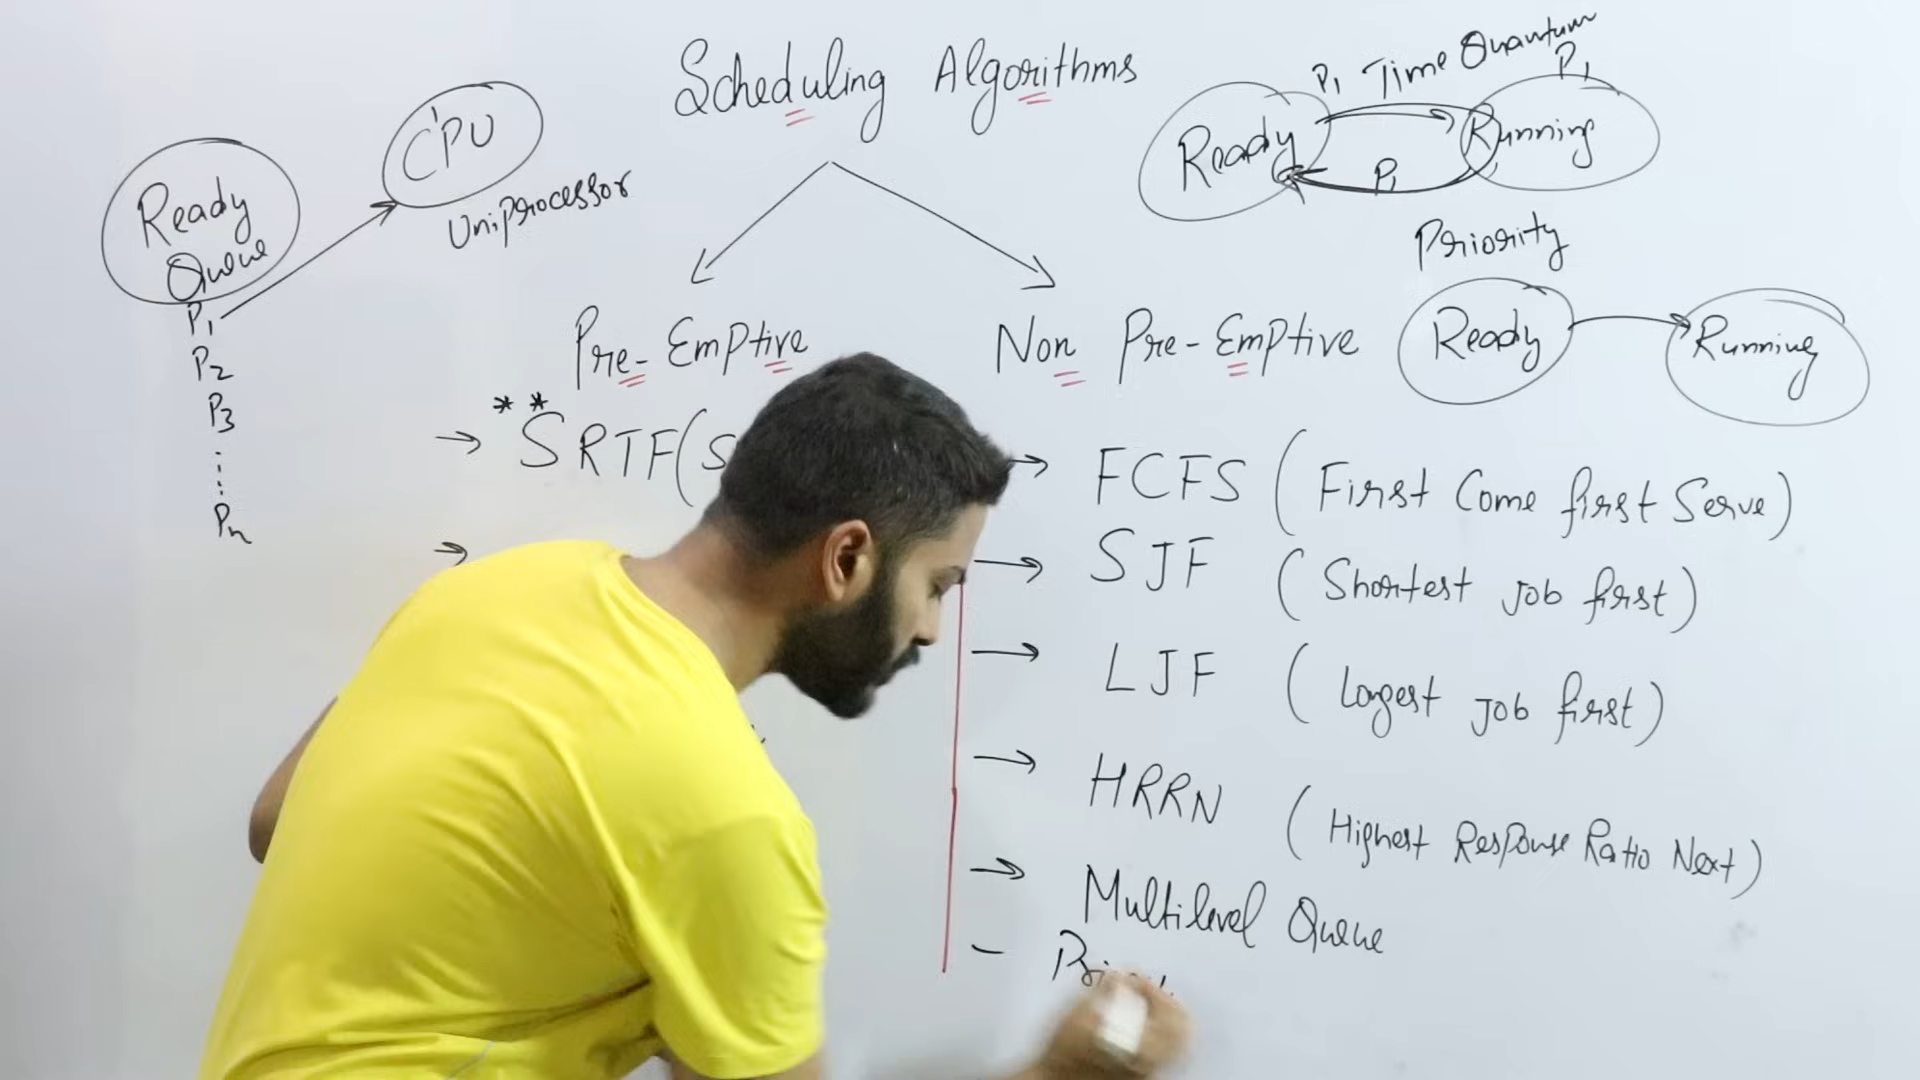 Scheduling Algorithms
CPU
Uniprocessor
Ready
Queue
P1
P2
P3
Pn
P1 Time Quantum
P1
Ready
Running
P1
Priority
Ready
Running
Pre-Emptive
Non Pre-Emptive
** SRTF(S
FCFS (First Come first Serve)
SJF (Shortest Job first)
LJF (Longest Job first)
HRRN (Highest Response Ratio Next)
Multilevel Queue